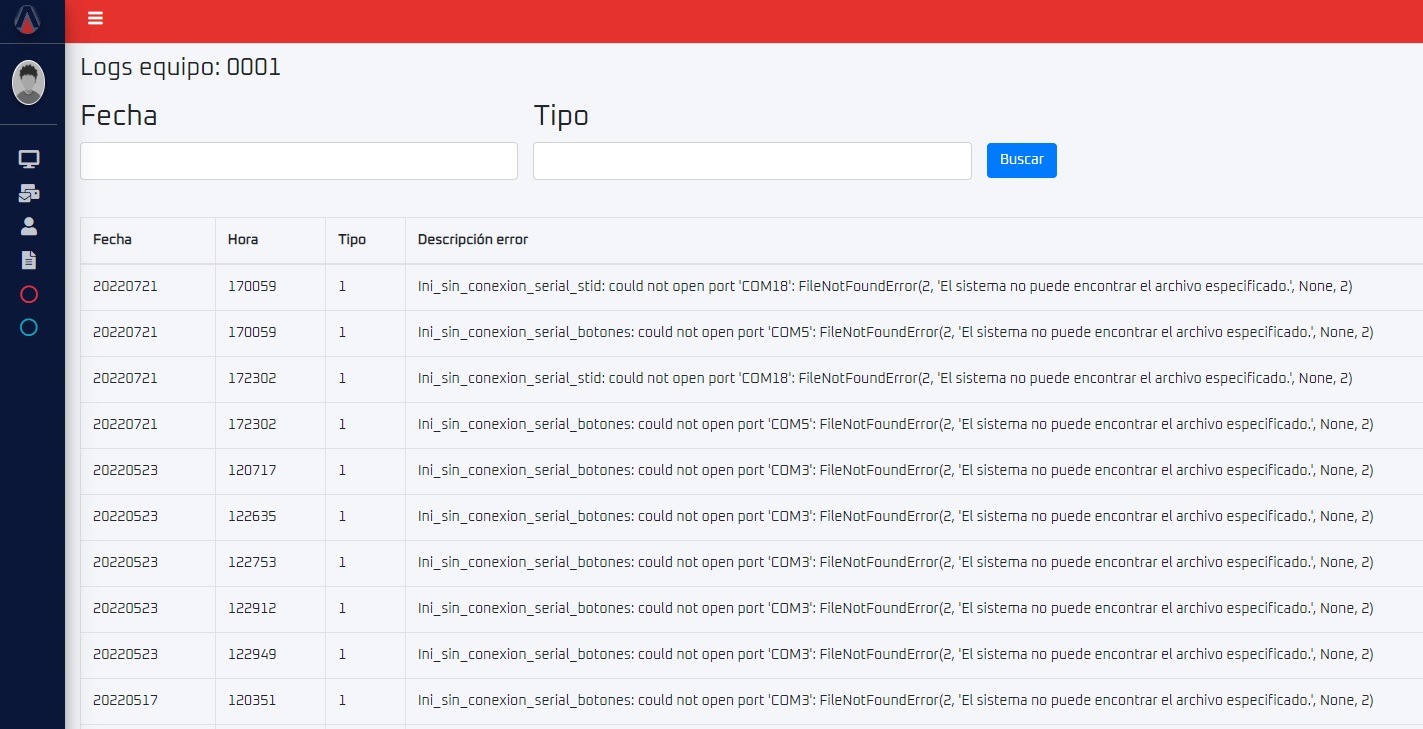 Logs equipo: 0001
Fecha Tipo
Buscar
Fecha Hora Tipo Descripción error
20220721 170059 1 Ini_sin_conexion_serial_stid: could not open port 'COM18': FileNotFoundError(2, 'El sistema no puede encontrar el archivo especificado.', None, 2)
20220721 170059 1 Ini_sin_conexion_serial_botones: could not open port 'COM5': FileNotFoundError(2, 'El sistema no puede encontrar el archivo especificado.', None, 2)
20220721 172302 1 Ini_sin_conexion_serial_stid: could not open port 'COM18': FileNotFoundError(2, 'El sistema no puede encontrar el archivo especificado.', None, 2)
20220721 172302 1 Ini_sin_conexion_serial_botones: could not open port 'COM5': FileNotFoundError(2, 'El sistema no puede encontrar el archivo especificado.', None, 2)
20220523 120717 1 Ini_sin_conexion_serial_botones: could not open port 'COM3': FileNotFoundError(2, 'El sistema no puede encontrar el archivo especificado.', None, 2)
20220523 122635 1 Ini_sin_conexion_serial_botones: could not open port 'COM3': FileNotFoundError(2, 'El sistema no puede encontrar el archivo especificado.', None, 2)
20220523 122753 1 Ini_sin_conexion_serial_botones: could not open port 'COM3': FileNotFoundError(2, 'El sistema no puede encontrar el archivo especificado.', None, 2)
20220523 122912 1 Ini_sin_conexion_serial_botones: could not open port 'COM3': FileNotFoundError(2, 'El sistema no puede encontrar el archivo especificado.', None, 2)
20220523 122949 1 Ini_sin_conexion_serial_botones: could not open port 'COM3': FileNotFoundError(2, 'El sistema no puede encontrar el archivo especificado.', None, 2)
20220517 120351 1 Ini_sin_conexion_serial_botones: could not open port 'COM3': FileNotFoundError(2, 'El sistema no puede encontrar el archivo especificado.', None, 2)